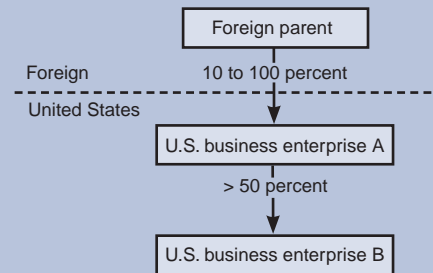 Foreign parent
Foreign
10 to 100 percent
United States
U.S. business enterprise A
> 50 percent
U.S. business enterprise B